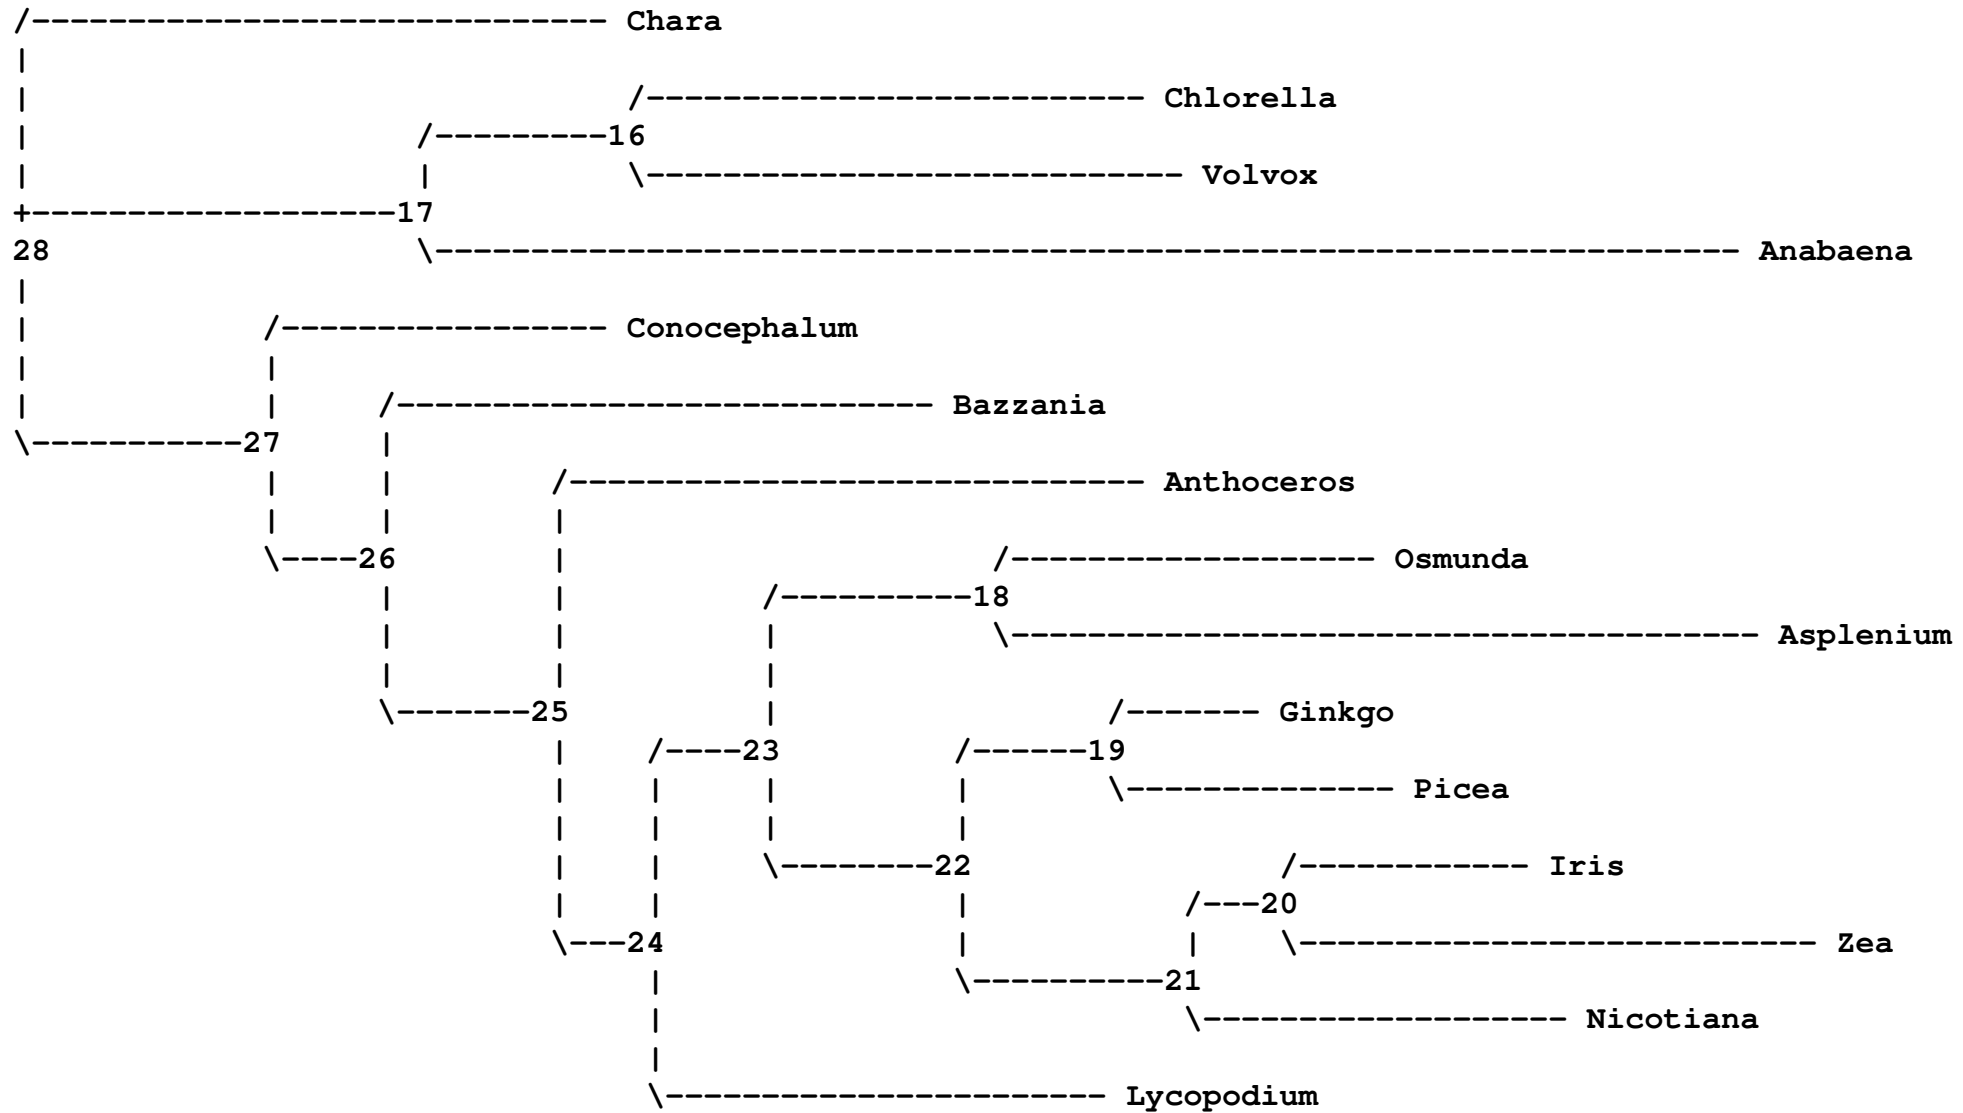 Chara
Chlorella
16
Volvox
17
28
Anabaena
Conocephalum
Bazzania
27
Anthoceros
26
Osmunda
18
Asplenium
25
Ginkgo
23
19
Picea
22
Iris
20
24
Zea
21
Nicotiana
Lycopodium